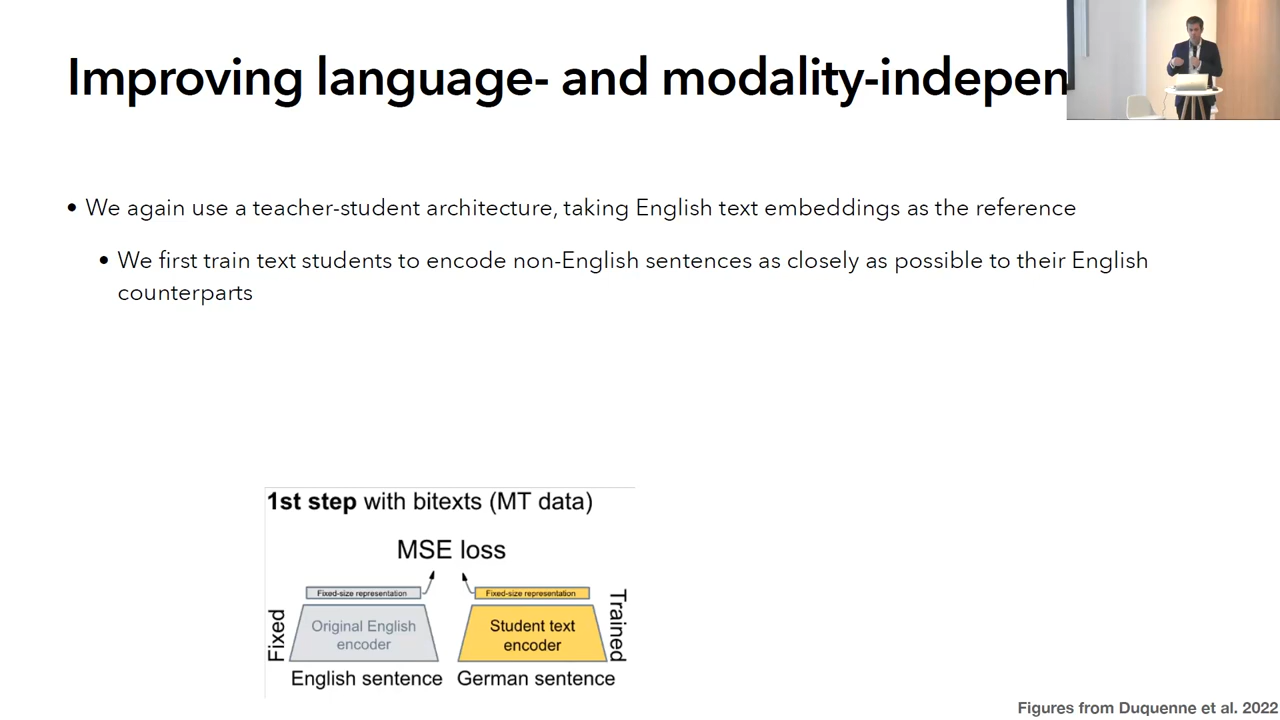 Improving language- and modality-indepen
• We again use a teacher-student architecture, taking English text embeddings as the reference
• We first train text students to encode non-English sentences as closely as possible to their English
counterparts
1st step with bitexts (MT data)
MSE loss
Fixed-size representation
Fixed-size representation
Fixed
Original English
encoder
Student text
encoder
Trained
English sentence
German sentence
Figures from Duquenne et al. 2022